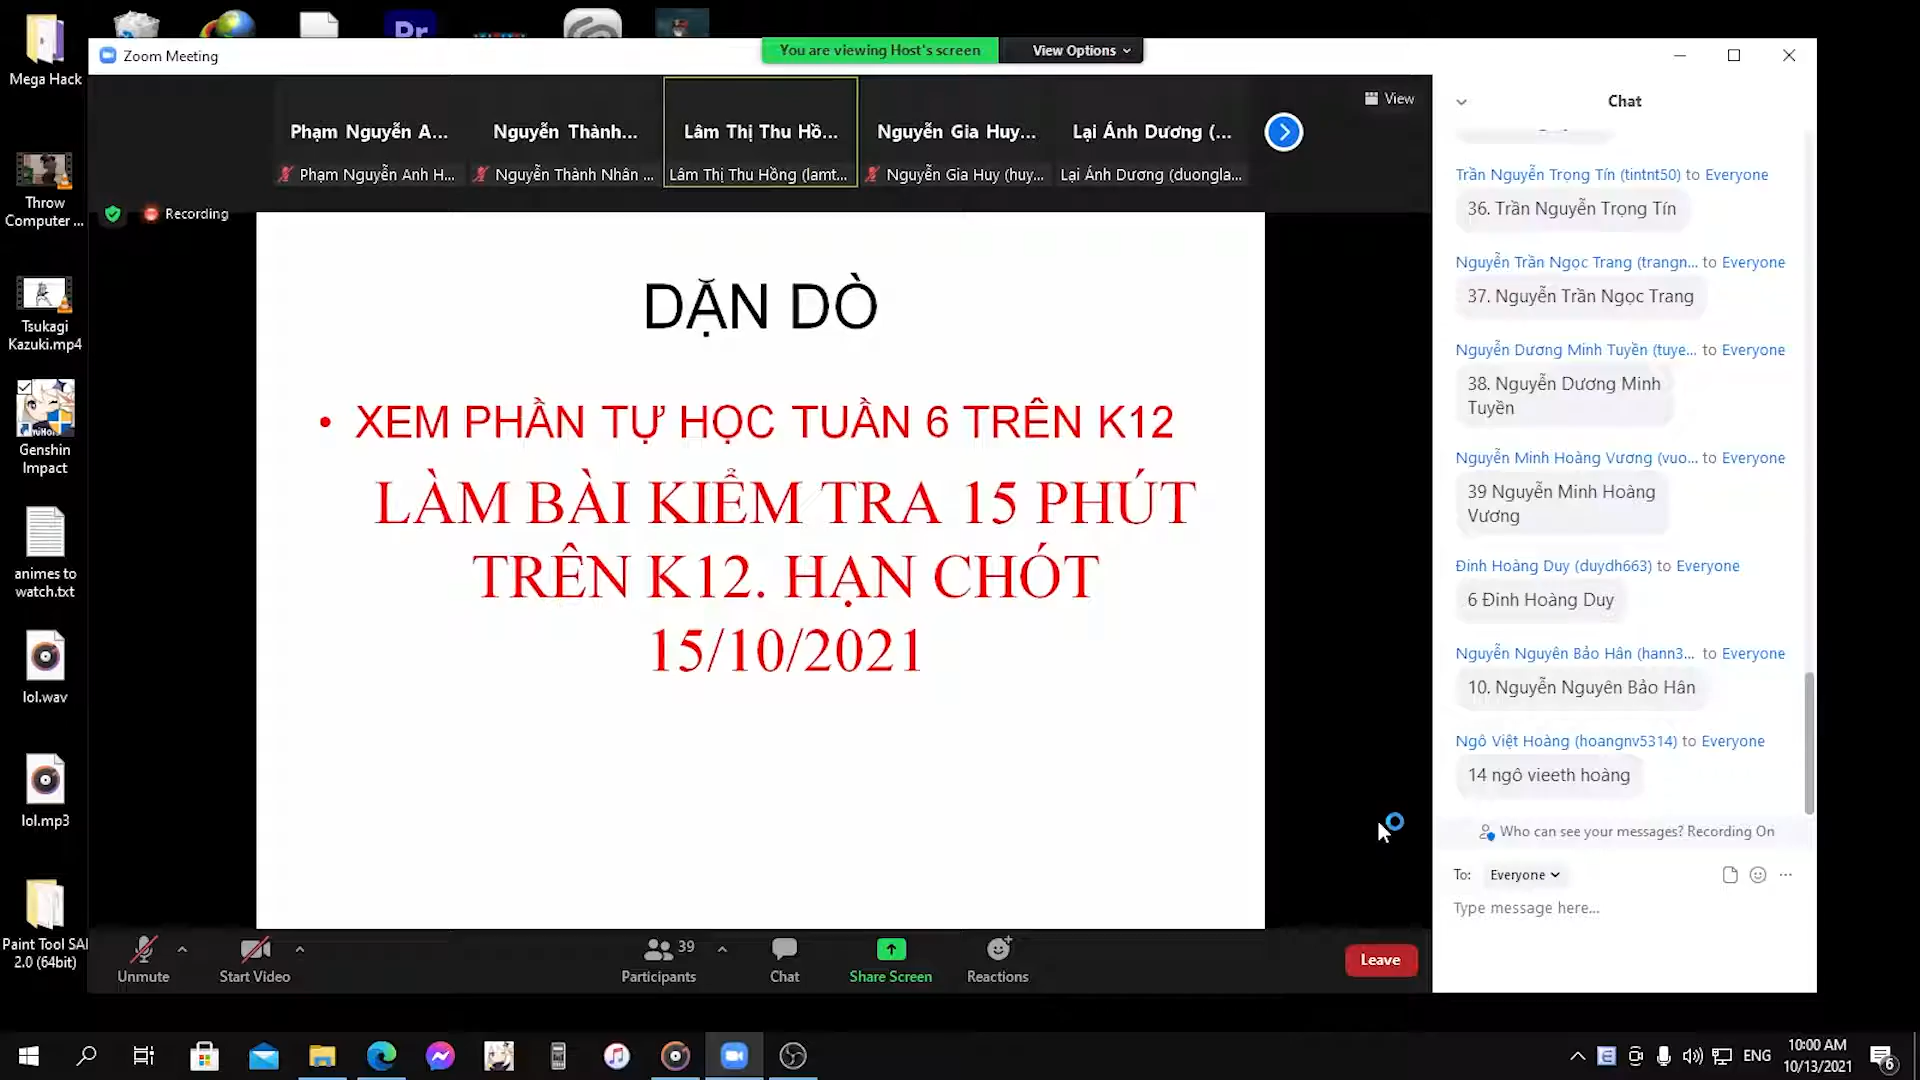 Mega Hack
Throw
Computer ...
Tsukagi
Kazuki.mp4
Genshin
Impact
animes to
watch.txt
lol.wav
lol.mp3
Paint Tool SAI
2.0 (64bit)
Pr
Zoom Meeting
You are viewing Host's screen
View Options
Phạm Nguyễn A...
Nguyễn Thành...
Lâm Thị Thu Hồ...
Nguyễn Gia Huy...
Lại Ánh Dương (...
View
Phạm Nguyễn Anh H...
Nguyễn Thành Nhân ...
Lâm Thị Thu Hồng (lamt...
Nguyễn Gia Huy (huy...
Lại Ánh Dương (duongla...
Recording
DẶN DÒ
• XEM PHẦN TỰ HỌC TUẦN 6 TRÊN K12
LÀM BÀI KIỂM TRA 15 PHÚT
TRÊN K12. HẠN CHÓT
15/10/2021
Chat
Trần Nguyễn Trọng Tín (tintnt50) to Everyone
36. Trần Nguyễn Trọng Tín
Nguyễn Trần Ngọc Trang (trangn... to Everyone
37. Nguyễn Trần Ngọc Trang
Nguyễn Dương Minh Tuyền (tuye... to Everyone
38. Nguyễn Dương Minh
Tuyền
Nguyễn Minh Hoàng Vương (vuo... to Everyone
39 Nguyễn Minh Hoàng
Vương
Đinh Hoàng Duy (duydh663) to Everyone
6 Đinh Hoàng Duy
Nguyễn Nguyên Bảo Hân (hann3... to Everyone
10. Nguyễn Nguyên Bảo Hân
Ngô Việt Hoàng (hoangnv5314) to Everyone
14 ngô vieeth hoàng
Who can see your messages? Recording On
To: Everyone
Type message here...
Unmute
Start Video
39
Participants
Chat
Share Screen
Reactions
Leave
ENG
10:00 AM
10/13/2021
6